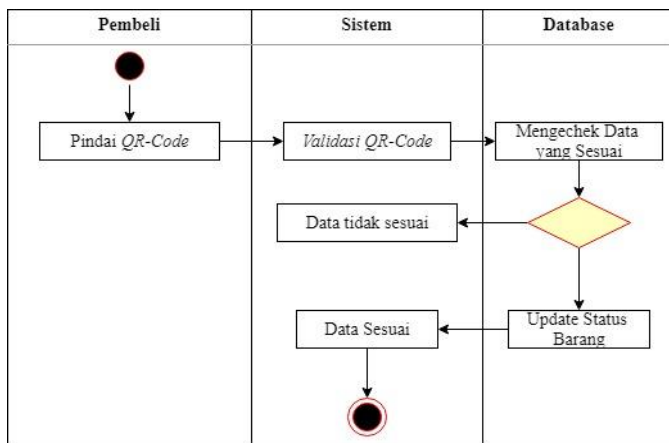 Pembeli
Sistem
Database
Pindai QR-Code
Validasi QR-Code
Mengechek Data
yang Sesuai
Data tidak sesuai
Update Status
Barang
Data Sesuai